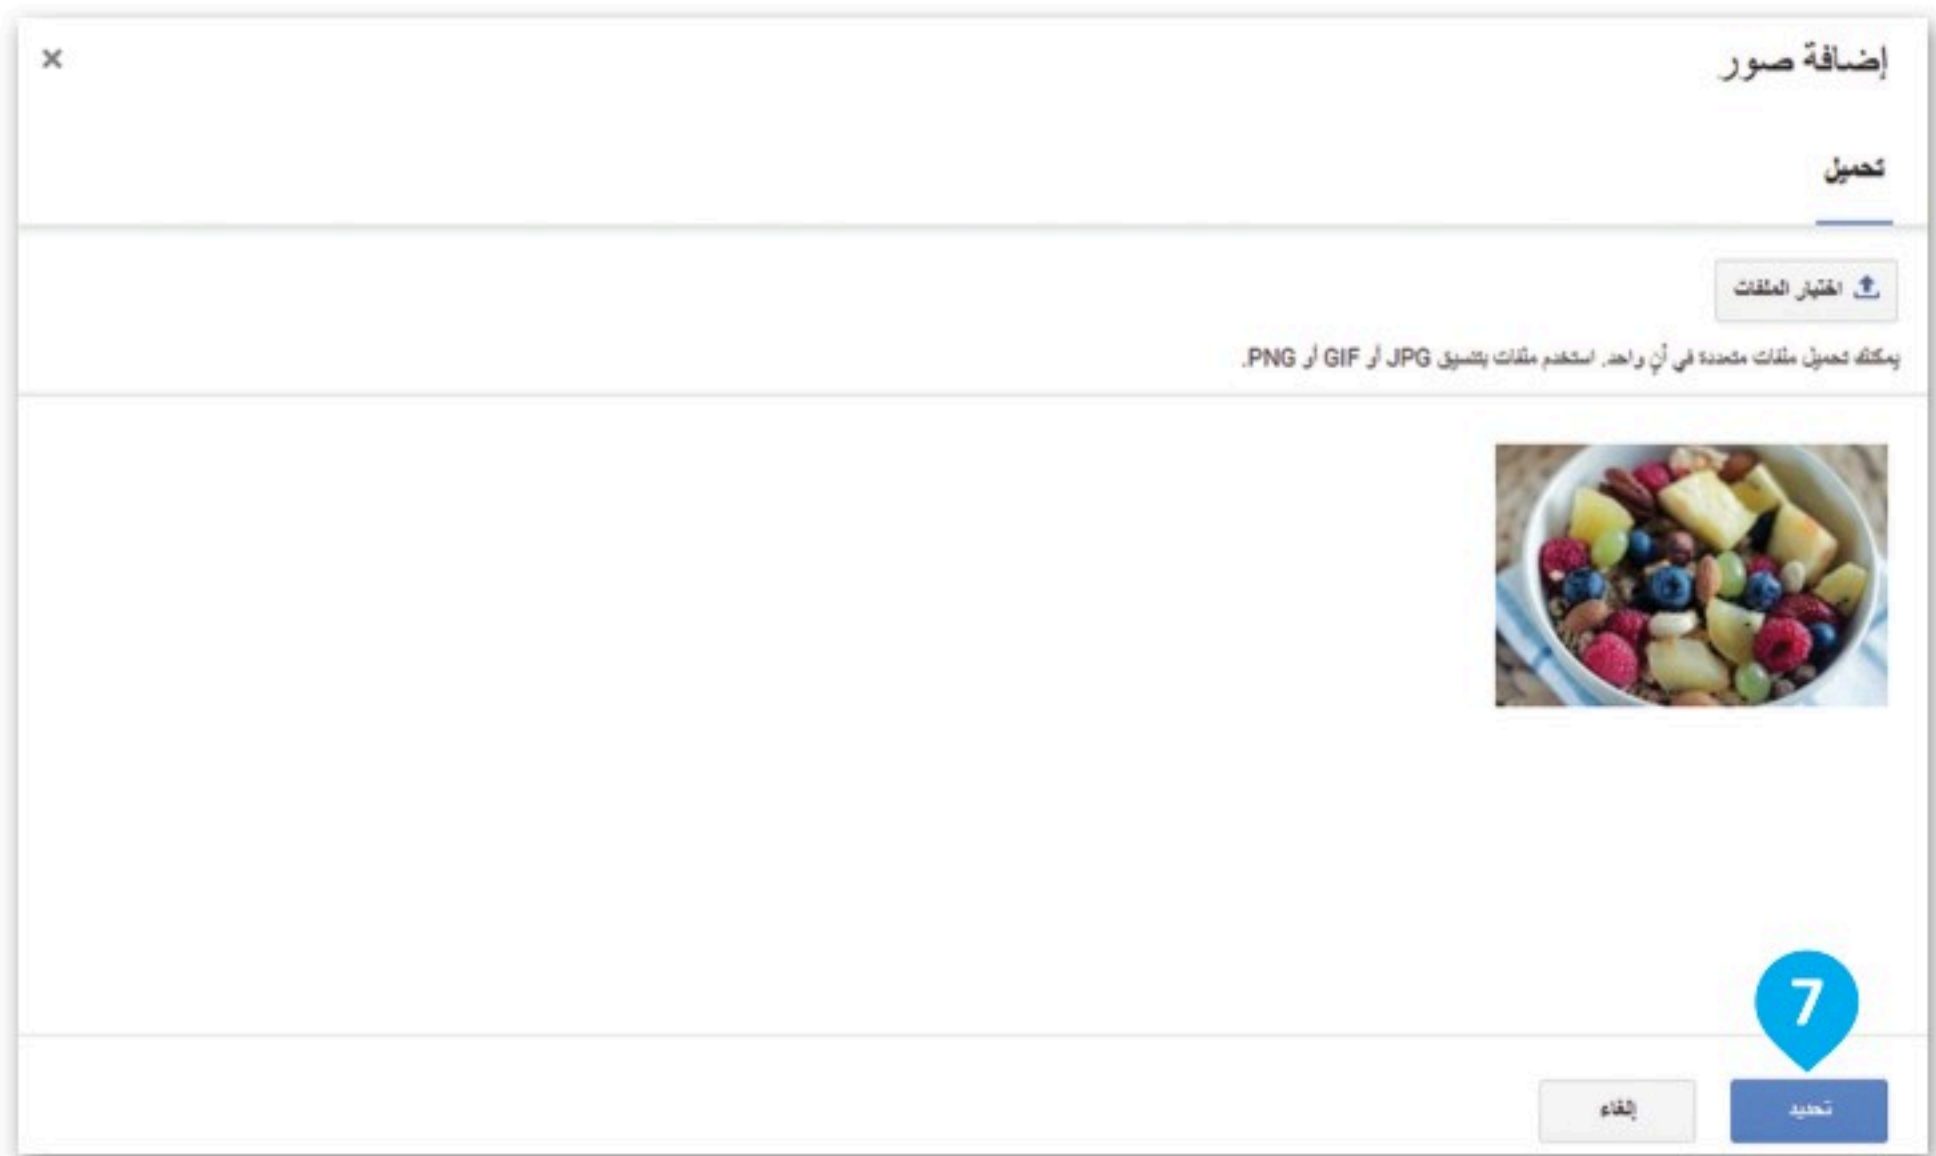 إضافة صور
×
تحميل
اختيار الملفات
يمكنك تحميل ملفات متعددة في آنٍ واحد. استخدم ملفات بتنسيق JPG أو GIF أو PNG.
7
تحديد
إلغاء